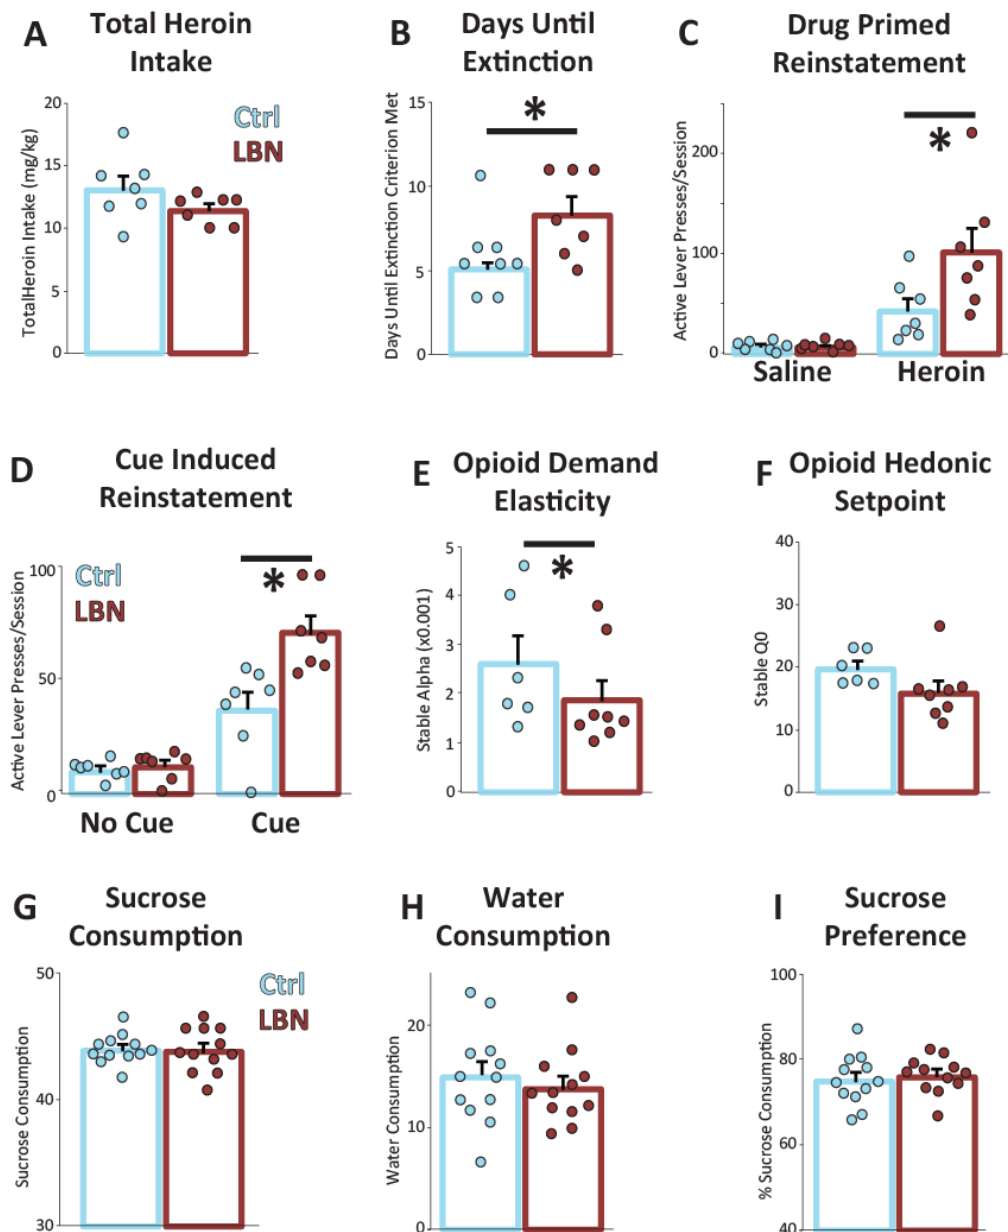 A
Total Heroin
Intake
TotalHeroin Intake (mg/kg)
20
15
10
5
0
Ctrl
LBN
B
Days Until
Extinction
Days Until Extinction Criterion Met
15
10
5
0
*
C
Drug Primed
Reinstatement
Active Lever Presses/Session
200
100
0
*
Saline
Heroin
D
Cue Induced
Reinstatement
Active Lever Presses/Session
100
50
0
Ctrl
LBN
*
No Cue
Cue
E
Opioid Demand
Elasticity
Stable Alpha (x0.001)
5
4
3
2
1
0
*
F
Opioid Hedonic
Setpoint
Stable Q0
40
30
20
10
0
G
Sucrose
Consumption
Sucrose Consumption
50
40
30
Ctrl
LBN
H
Water
Consumption
Water Consumption
20
10
0
I
Sucrose
Preference
% Sucrose Consumption
100
80
60
40